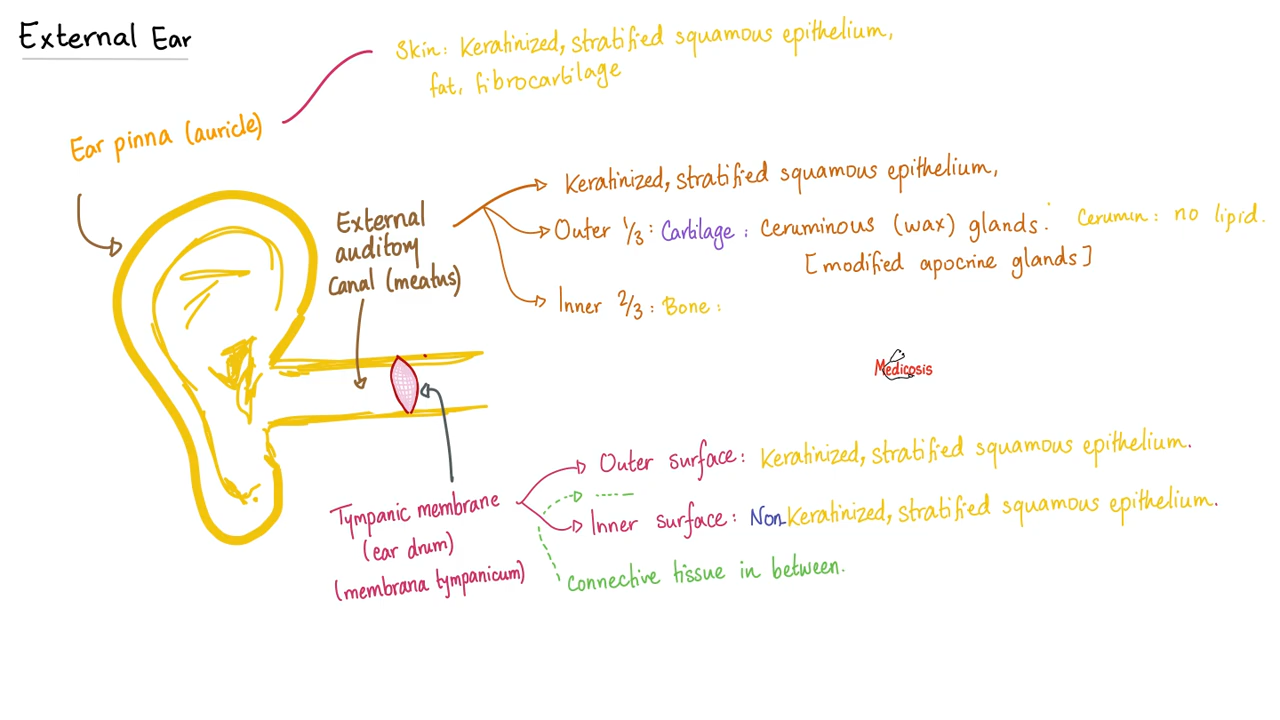 External Ear
Skin: Keratinized, stratified squamous epithelium,
fat, fibrocartilage
Ear pinna (auricle)
External
auditory
Canal (meatus)
Keratinized, stratified squamous epithelium,
Outer 1/3: Cartilage: Ceruminous (wax) glands. Cerumin: no lipid.
[modified apocrine glands]
Inner 2/3: Bone:
Medicosis
Tympanic membrane
(ear drum)
(membrana tympanicum)
Outer surface: Keratinized, stratified squamous epithelium.
Inner surface: Non-Keratinized, stratified squamous epithelium.
Connective tissue in between.